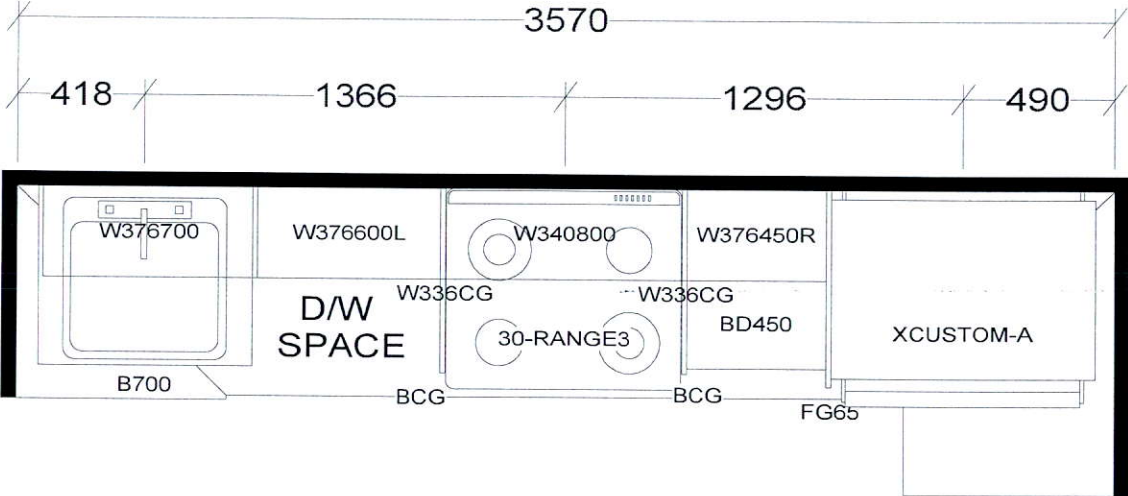 3570
418 1366 1296 490
W376700 W376600L W340800 W376450R
W336CG W336CG
D/W
SPACE
BD450
30-RANGE3
XCUSTOM-A
B700
BCG BCG
FG65